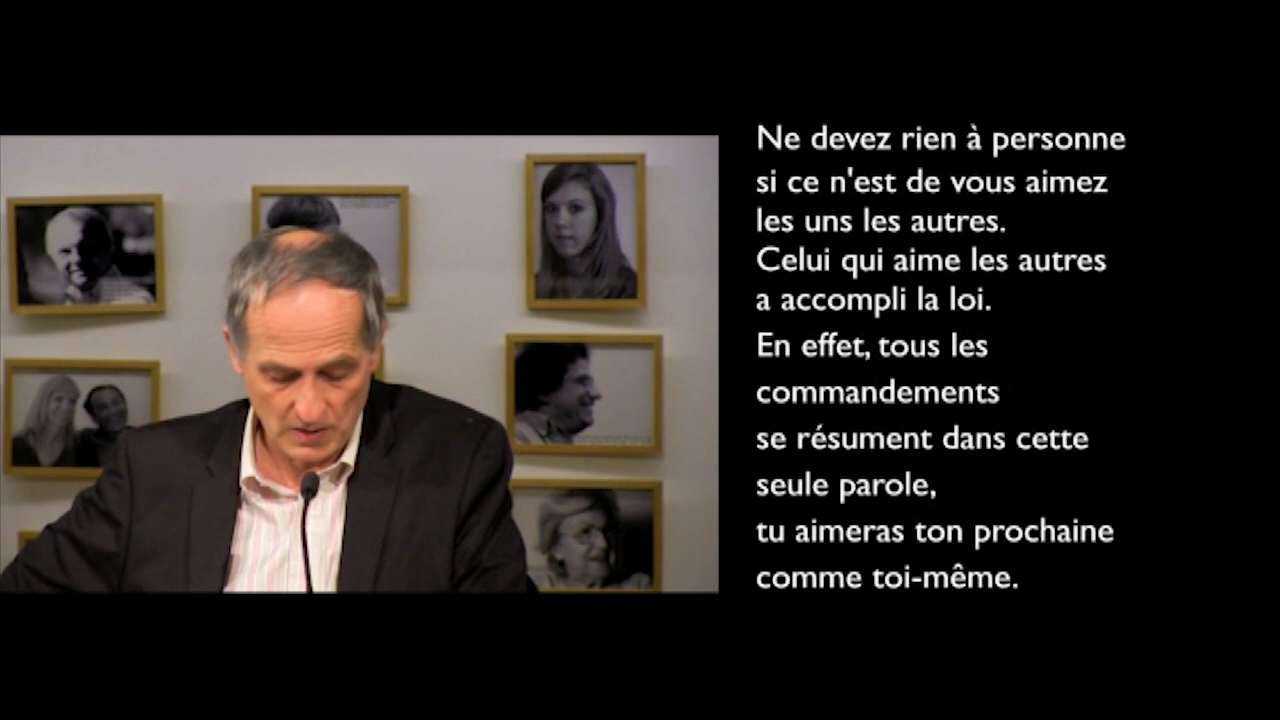 Ne devez rien à personne
si ce n'est de vous aimez
les uns les autres.
Celui qui aime les autres
a accompli la loi.
En effet, tous les
commandements
se résument dans cette
seule parole,
tu aimeras ton prochaine
comme toi-même.